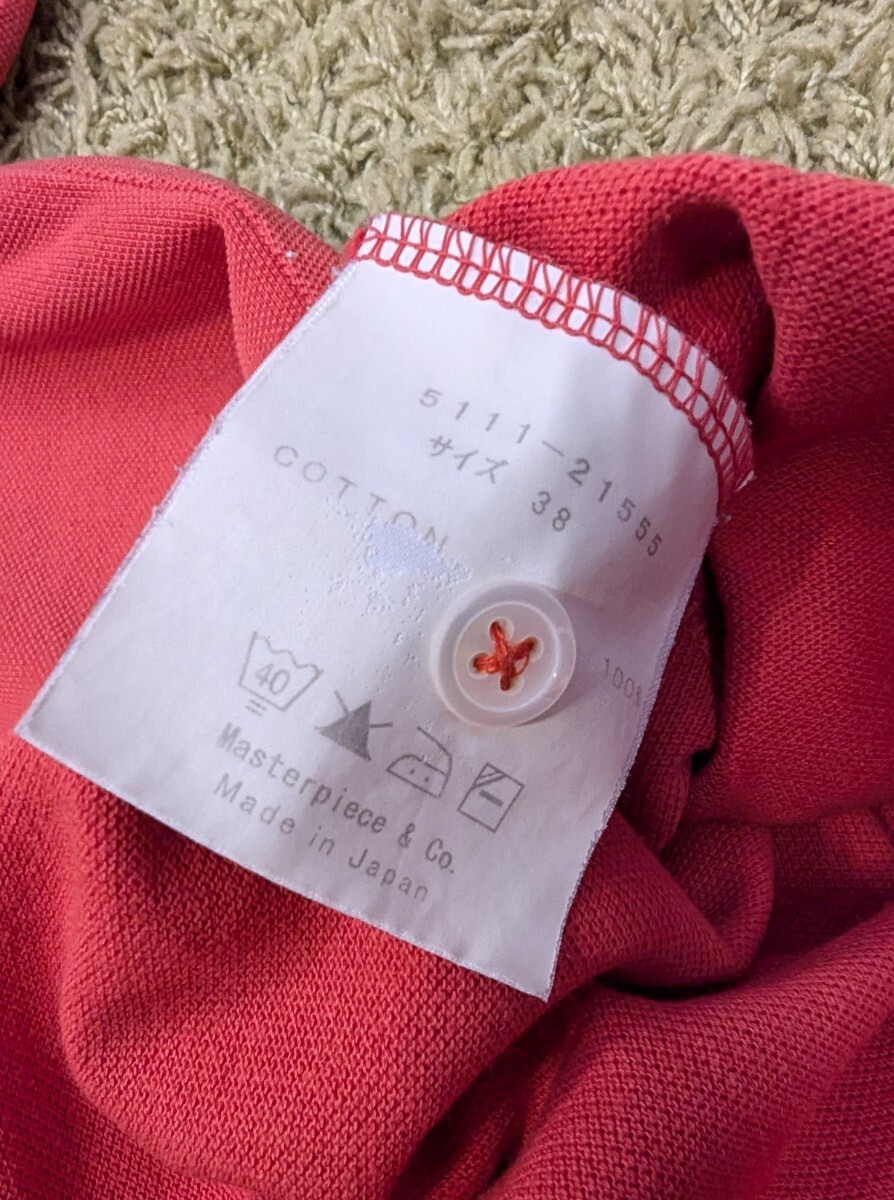 5111-21555
サイズ 38
COTTON 100%
40
Masterpiece & Co.
Made in Japan